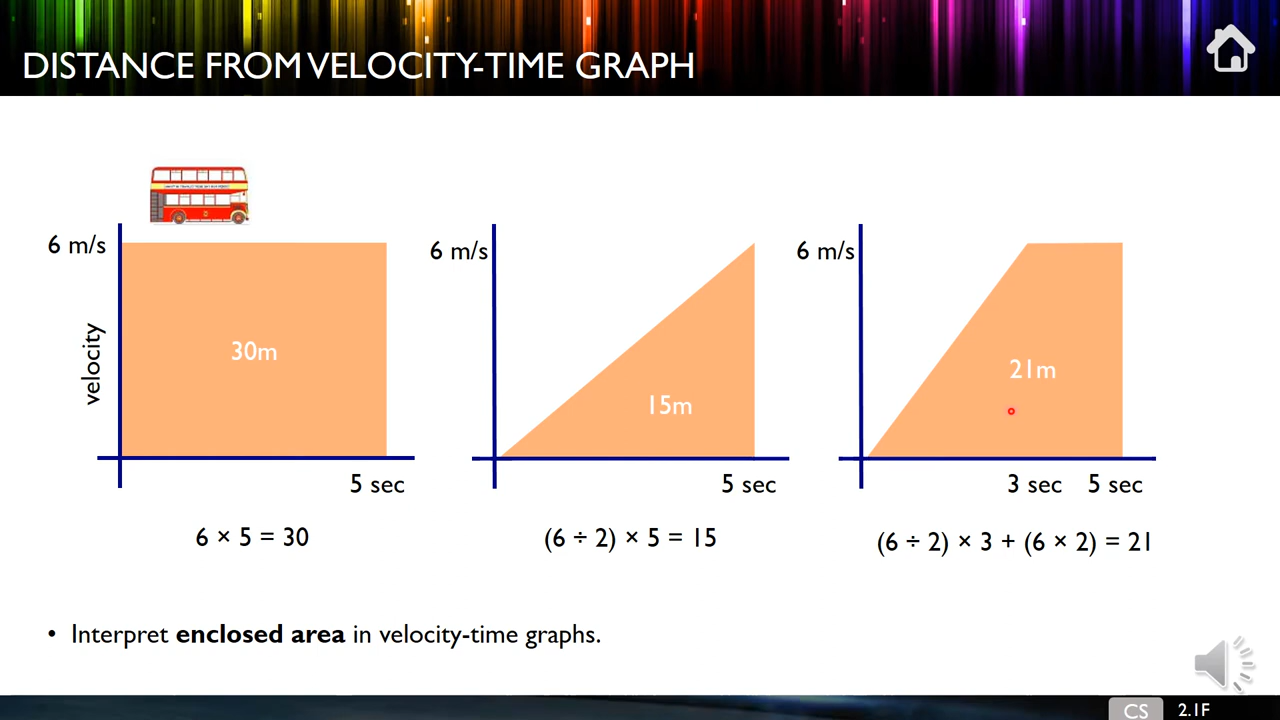 DISTANCE FROM VELOCITY-TIME GRAPH
6 m/s
velocity
30m
5 sec
6 × 5 = 30
6 m/s
15m
5 sec
(6 ÷ 2) × 5 = 15
6 m/s
21m
3 sec
5 sec
(6 ÷ 2) × 3 + (6 × 2) = 21
• Interpret enclosed area in velocity-time graphs.
CS
2.1F